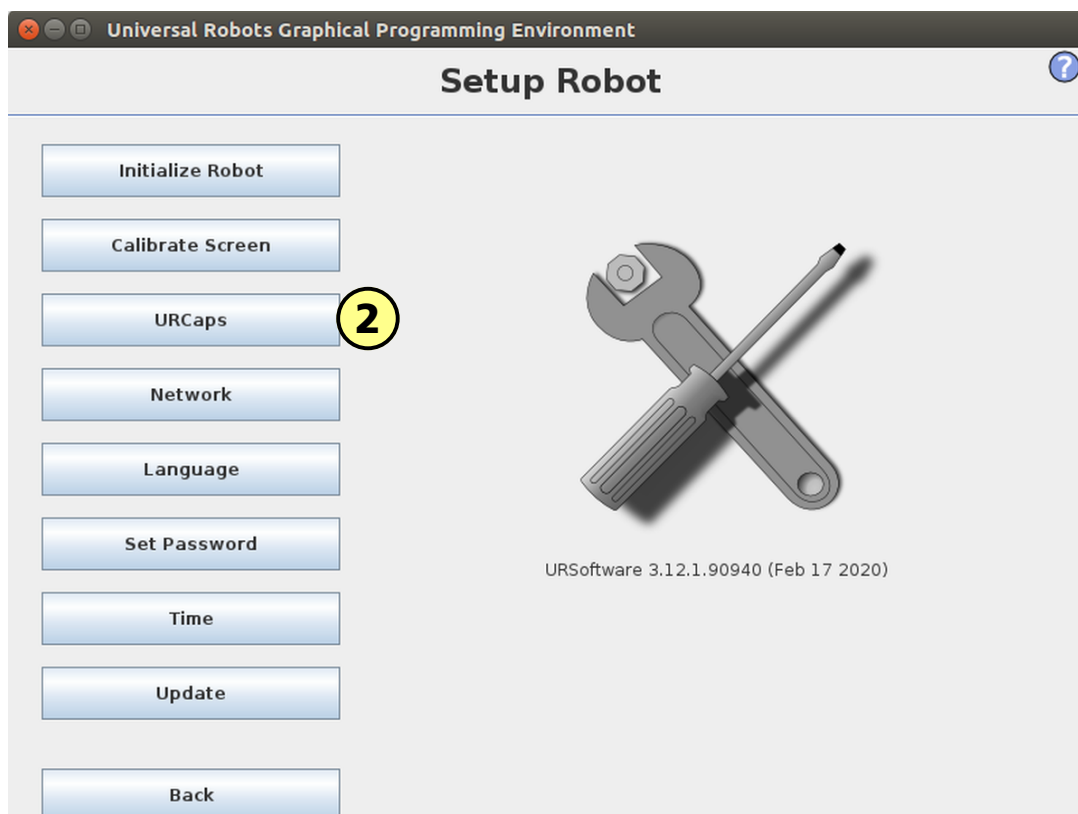 Universal Robots Graphical Programming Environment
Setup Robot
?
Initialize Robot
Calibrate Screen
URCaps
2
Network
Language
Set Password
Time
Update
Back
URSoftware 3.12.1.90940 (Feb 17 2020)